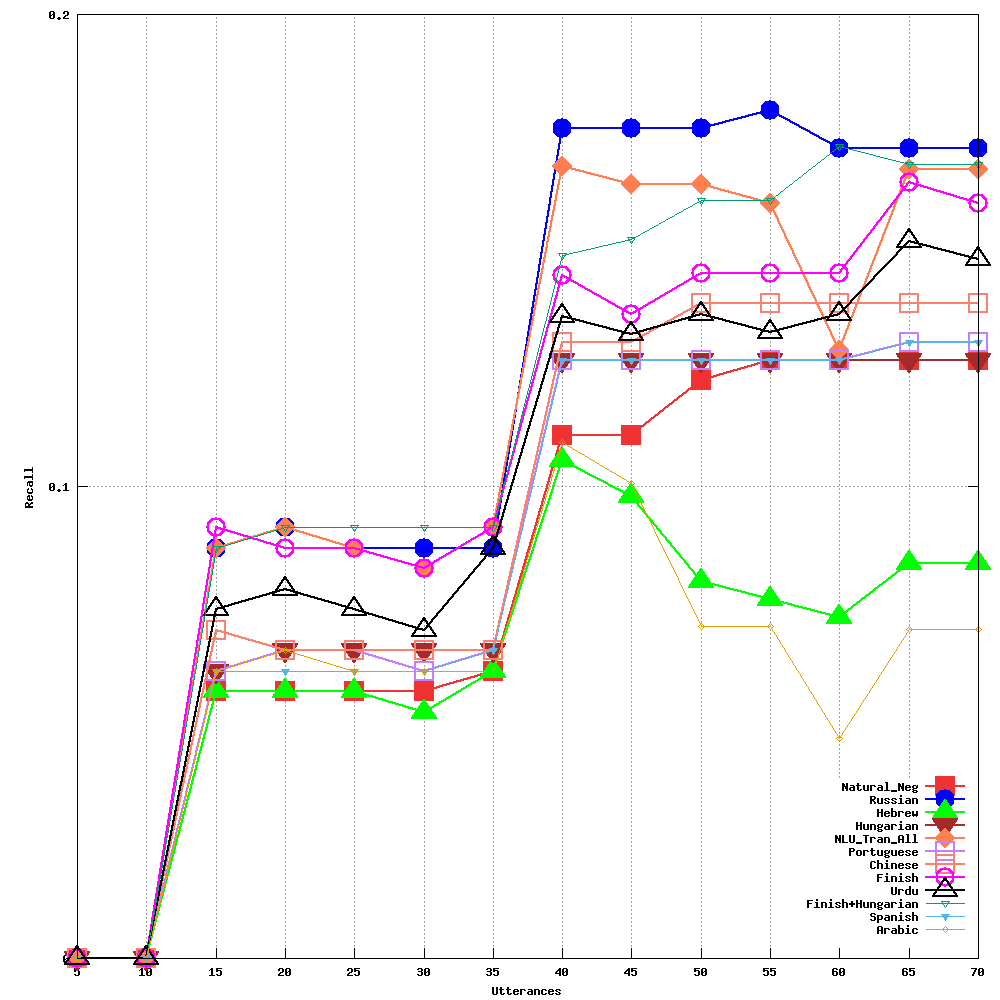 0.2
0.1
0
Recall
5 10 15 20 25 30 35 40 45 50 55 60 65 70
Utterances
Natural_Neg
Russian
Hebrew
Hungarian
NLU_Tran_All
Portuguese
Chinese
Finish
Urdu
Finish+Hungarian
Spanish
Arabic